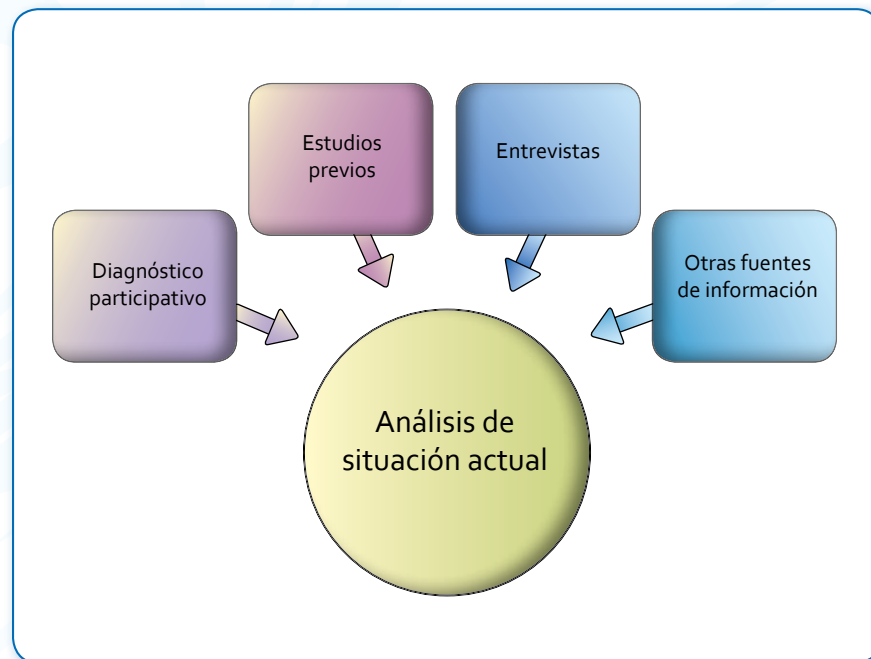 Estudios
previos
Entrevistas
Diagnóstico
participativo
Otras fuentes
de información
Análisis de
situación actual